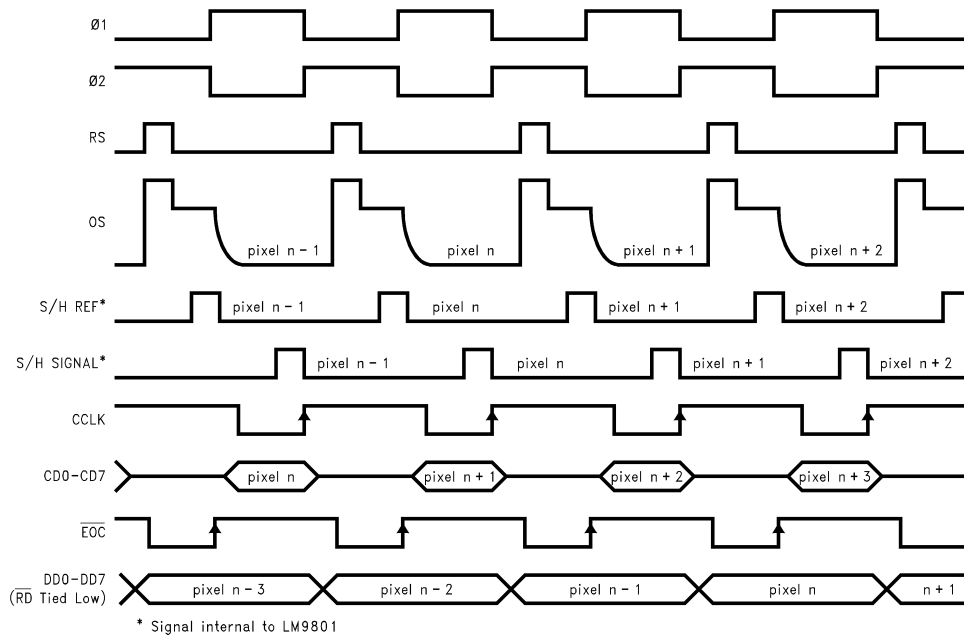 Ø1
Ø2
RS
OS
pixel n - 1
pixel n
pixel n + 1
pixel n + 2
S/H REF*
pixel n - 1
pixel n
pixel n + 1
pixel n + 2
S/H SIGNAL*
pixel n - 1
pixel n
pixel n + 1
pixel n + 2
CCLK
CD0-CD7
pixel n
pixel n + 1
pixel n + 2
pixel n + 3
EOC
DD0-DD7
(RD Tied Low)
pixel n - 3
pixel n - 2
pixel n - 1
pixel n
n + 1
* Signal internal to LM9801